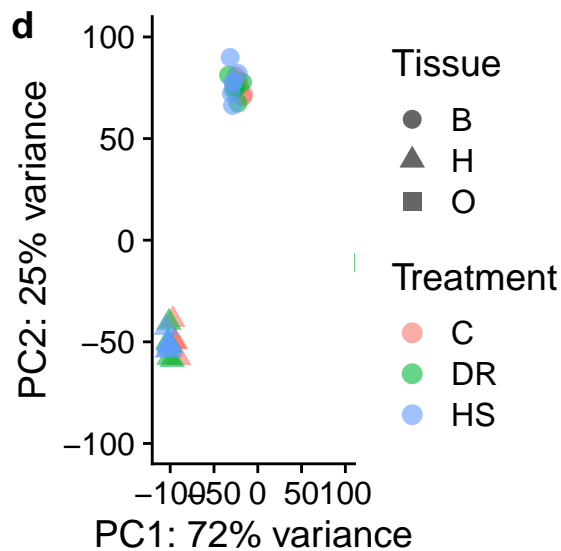 d
PC2: 25% variance
100
50
0
−50
−100
−100 −50 0 50 100
PC1: 72% variance
Tissue
B
H
O
Treatment
C
DR
HS